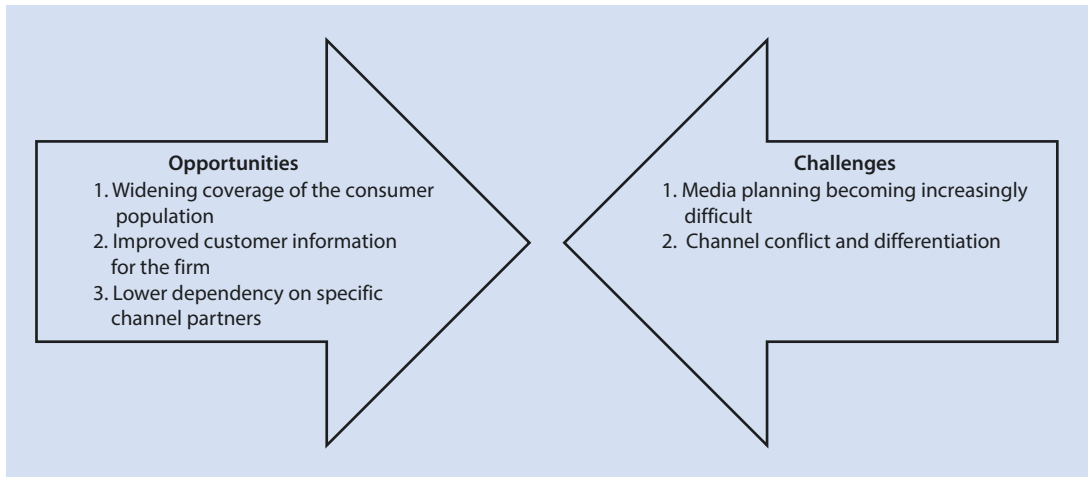 Opportunities
1. Widening coverage of the consumer
population
2. Improved customer information
for the firm
3. Lower dependency on specific
channel partners
Challenges
1. Media planning becoming increasingly
difficult
2. Channel conflict and differentiation